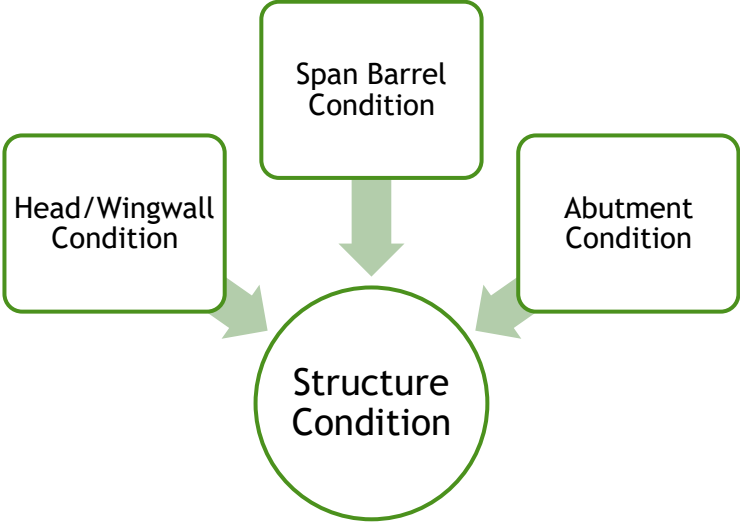 Span Barrel
Condition
Head/Wingwall
Condition
Abutment
Condition
Structure
Condition